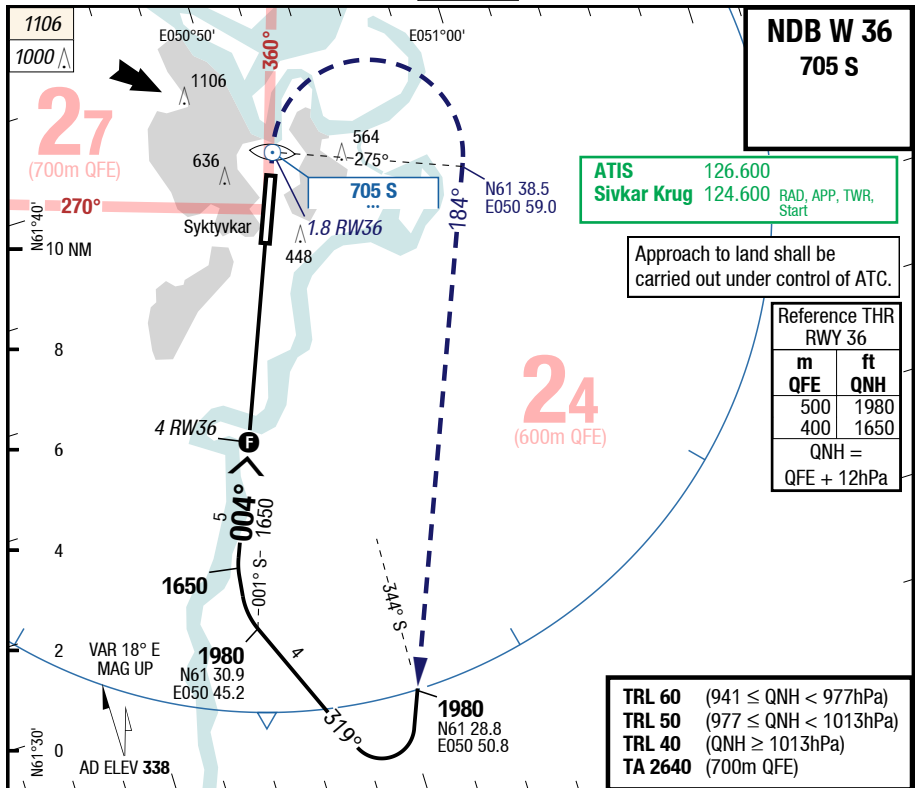 1106
1000
E050°50'
E051°00'
NDB W 36
705 S
360°
1106
27
(700m QFE)
636
564
275°
705 S
270°
Syktyvkar
1.8 RW36
448
184°
N61 38.5
E050 59.0
ATIS 126.600
Sivkar Krug 124.600 RAD, APP, TWR,
Start
N61°40'
10 NM
Approach to land shall be
carried out under control of ATC.
Reference THR
RWY 36
m ft
QFE QNH
500 1980
400 1650
QNH =
QFE + 12hPa
8
24
(600m QFE)
4 RW36
F
6
5
004°
1650
4
1650
001° S
344° S
2
VAR 18° E
MAG UP
1980
N61 30.9
E050 45.2
4
319°
1980
N61 28.8
E050 50.8
N61°30'
0
AD ELEV 338
TRL 60 (941 ≤ QNH < 977hPa)
TRL 50 (977 ≤ QNH < 1013hPa)
TRL 40 (QNH ≥ 1013hPa)
TA 2640 (700m QFE)